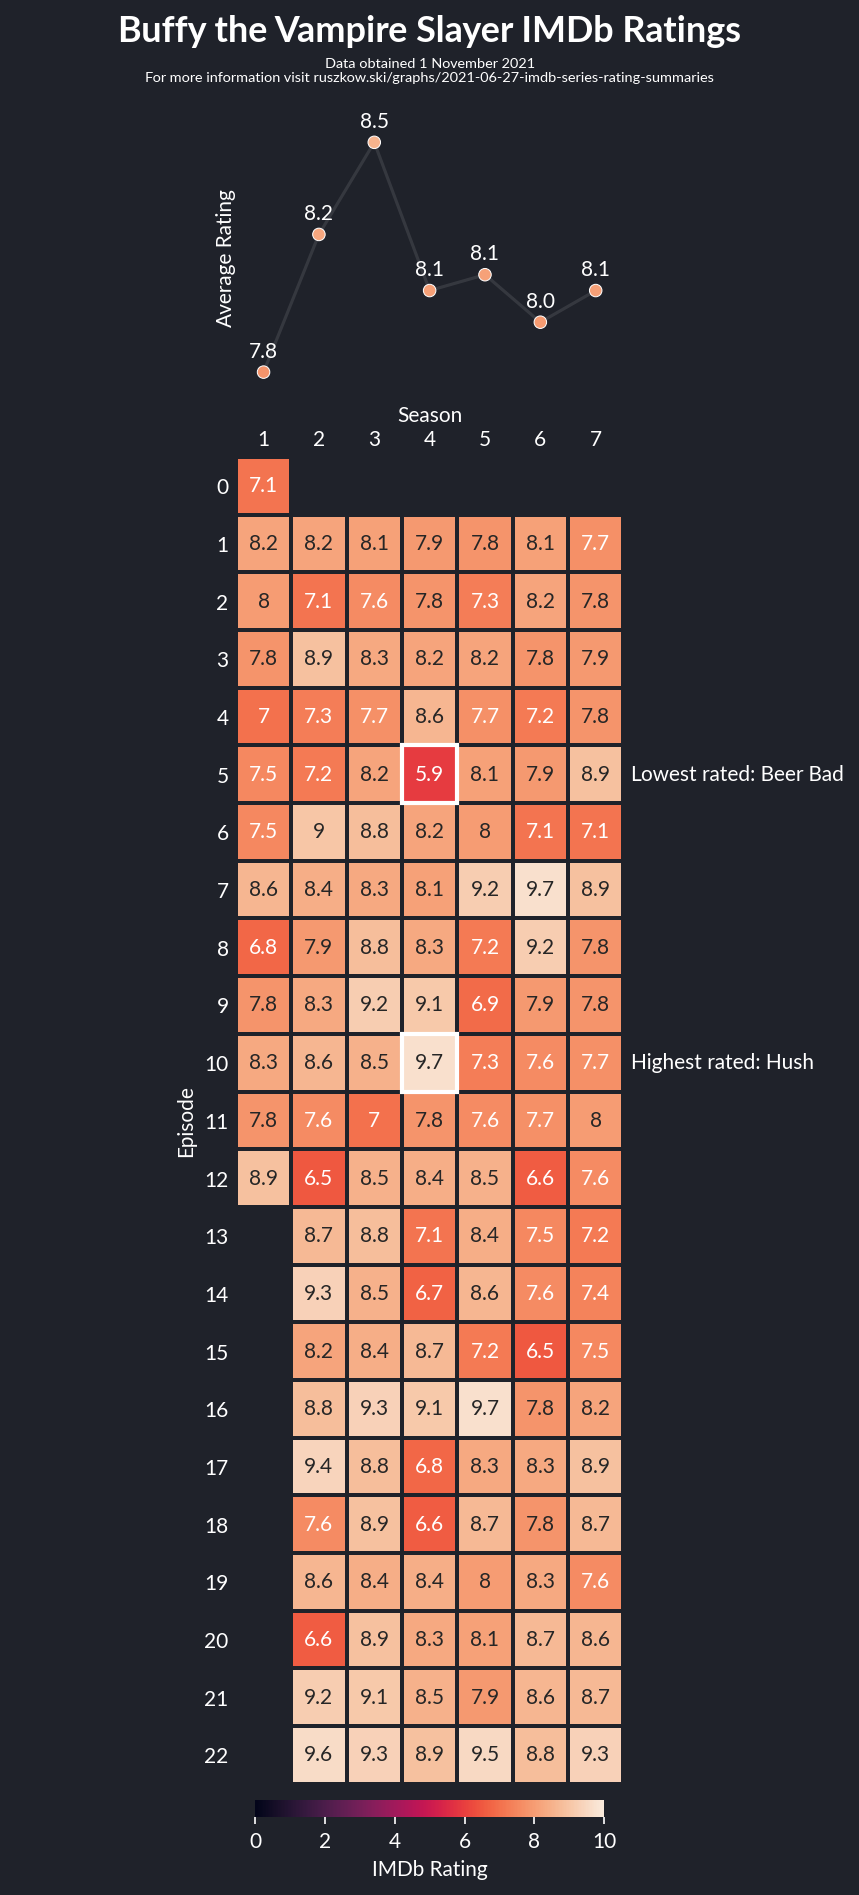 Buffy the Vampire Slayer IMDb Ratings
Data obtained 1 November 2021
For more information visit ruszkow.ski/graphs/2021-06-27-imdb-series-rating-summaries
Average Rating
7.8 8.2 8.5 8.1 8.1 8.0 8.1
Season
1 2 3 4 5 6 7
Episode
0 7.1
1 8.2 8.2 8.1 7.9 7.8 8.1 7.7
2 8 7.1 7.6 7.8 7.3 8.2 7.8
3 7.8 8.9 8.3 8.2 8.2 7.8 7.9
4 7 7.3 7.7 8.6 7.7 7.2 7.8
5 7.5 7.2 8.2 5.9 8.1 7.9 8.9 Lowest rated: Beer Bad
6 7.5 9 8.8 8.2 8 7.1 7.1
7 8.6 8.4 8.3 8.1 9.2 9.7 8.9
8 6.8 7.9 8.8 8.3 7.2 9.2 7.8
9 7.8 8.3 9.2 9.1 6.9 7.9 7.8
10 8.3 8.6 8.5 9.7 7.3 7.6 7.7 Highest rated: Hush
11 7.8 7.6 7 7.8 7.6 7.7 8
12 8.9 6.5 8.5 8.4 8.5 6.6 7.6
13 8.7 8.8 7.1 8.4 7.5 7.2
14 9.3 8.5 6.7 8.6 7.6 7.4
15 8.2 8.4 8.7 7.2 6.5 7.5
16 8.8 9.3 9.1 9.7 7.8 8.2
17 9.4 8.8 6.8 8.3 8.3 8.9
18 7.6 8.9 6.6 8.7 7.8 8.7
19 8.6 8.4 8.4 8 8.3 7.6
20 6.6 8.9 8.3 8.1 8.7 8.6
21 9.2 9.1 8.5 7.9 8.6 8.7
22 9.6 9.3 8.9 9.5 8.8 9.3
0 2 4 6 8 10
IMDb Rating